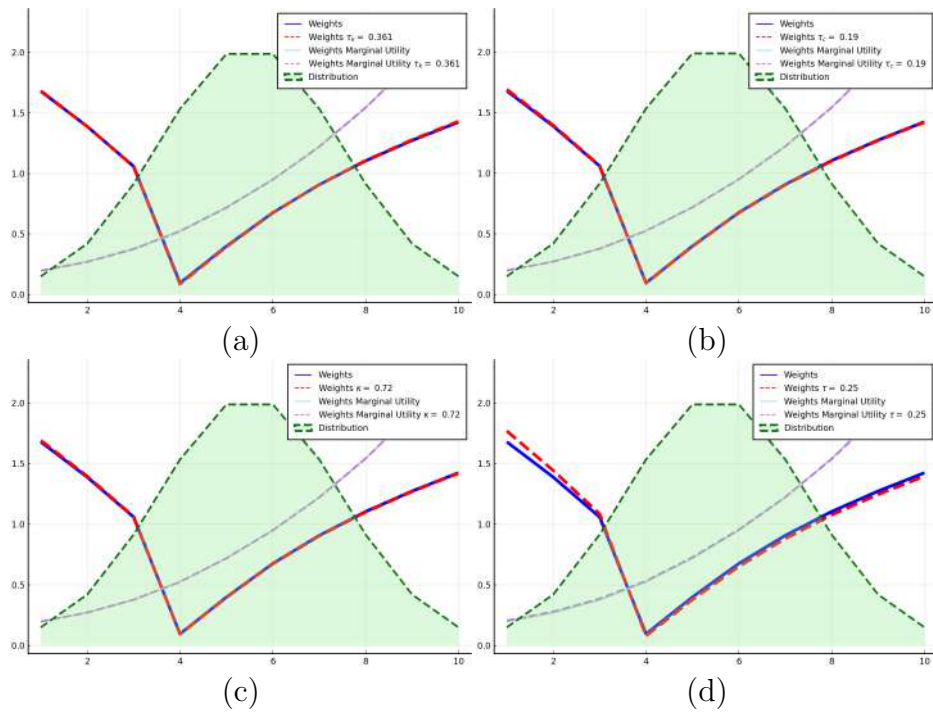 Weights
Weights τₖ = 0.361
Weights Marginal Utility
Weights Marginal Utility τₖ = 0.361
Distribution
2.0
1.5
1.0
0.5
0.0
2 4 6 8 10
(a)
Weights
Weights τ꜀ = 0.19
Weights Marginal Utility
Weights Marginal Utility τ꜀ = 0.19
Distribution
2.0
1.5
1.0
0.5
0.0
2 4 6 8 10
(b)
Weights
Weights κ = 0.72
Weights Marginal Utility
Weights Marginal Utility κ = 0.72
Distribution
2.0
1.5
1.0
0.5
0.0
2 4 6 8 10
(c)
Weights
Weights τ = 0.25
Weights Marginal Utility
Weights Marginal Utility τ = 0.25
Distribution
2.0
1.5
1.0
0.5
0.0
2 4 6 8 10
(d)